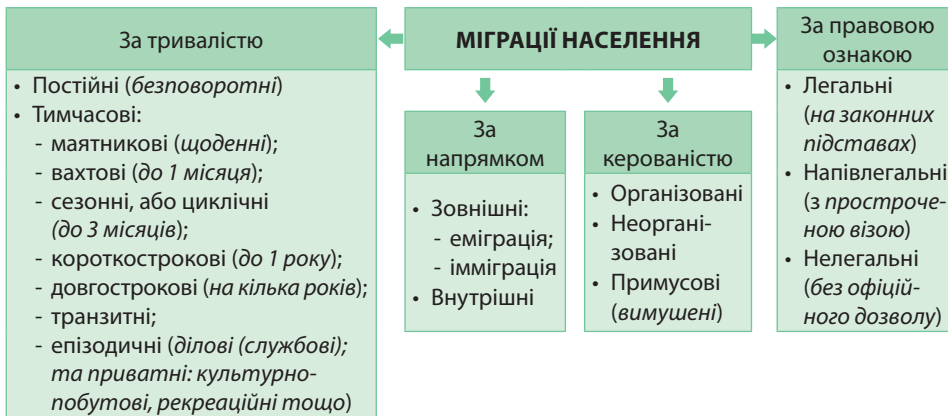 МІГРАЦІЇ НАСЕЛЕННЯ
За тривалістю
• Постійні (безповоротні)
• Тимчасові:
- маятникові (щоденні);
- вахтові (до 1 місяця);
- сезонні, або циклічні
(до 3 місяців);
- короткострокові (до 1 року);
- довгострокові (на кілька років);
- транзитні;
- епізодичні (ділові (службові);
та приватні: культурно-
побутові, рекреаційні тощо)
За
напрямком
• Зовнішні:
- еміграція;
- імміграція
• Внутрішні
За
керованістю
• Організовані
• Неоргані-
зовані
• Примусові
(вимушені)
За правовою
ознакою
• Легальні
(на законних
підставах)
• Напівлегальні
(з простроче-
ною візою)
• Нелегальні
(без офіцій-
ного дозволу)